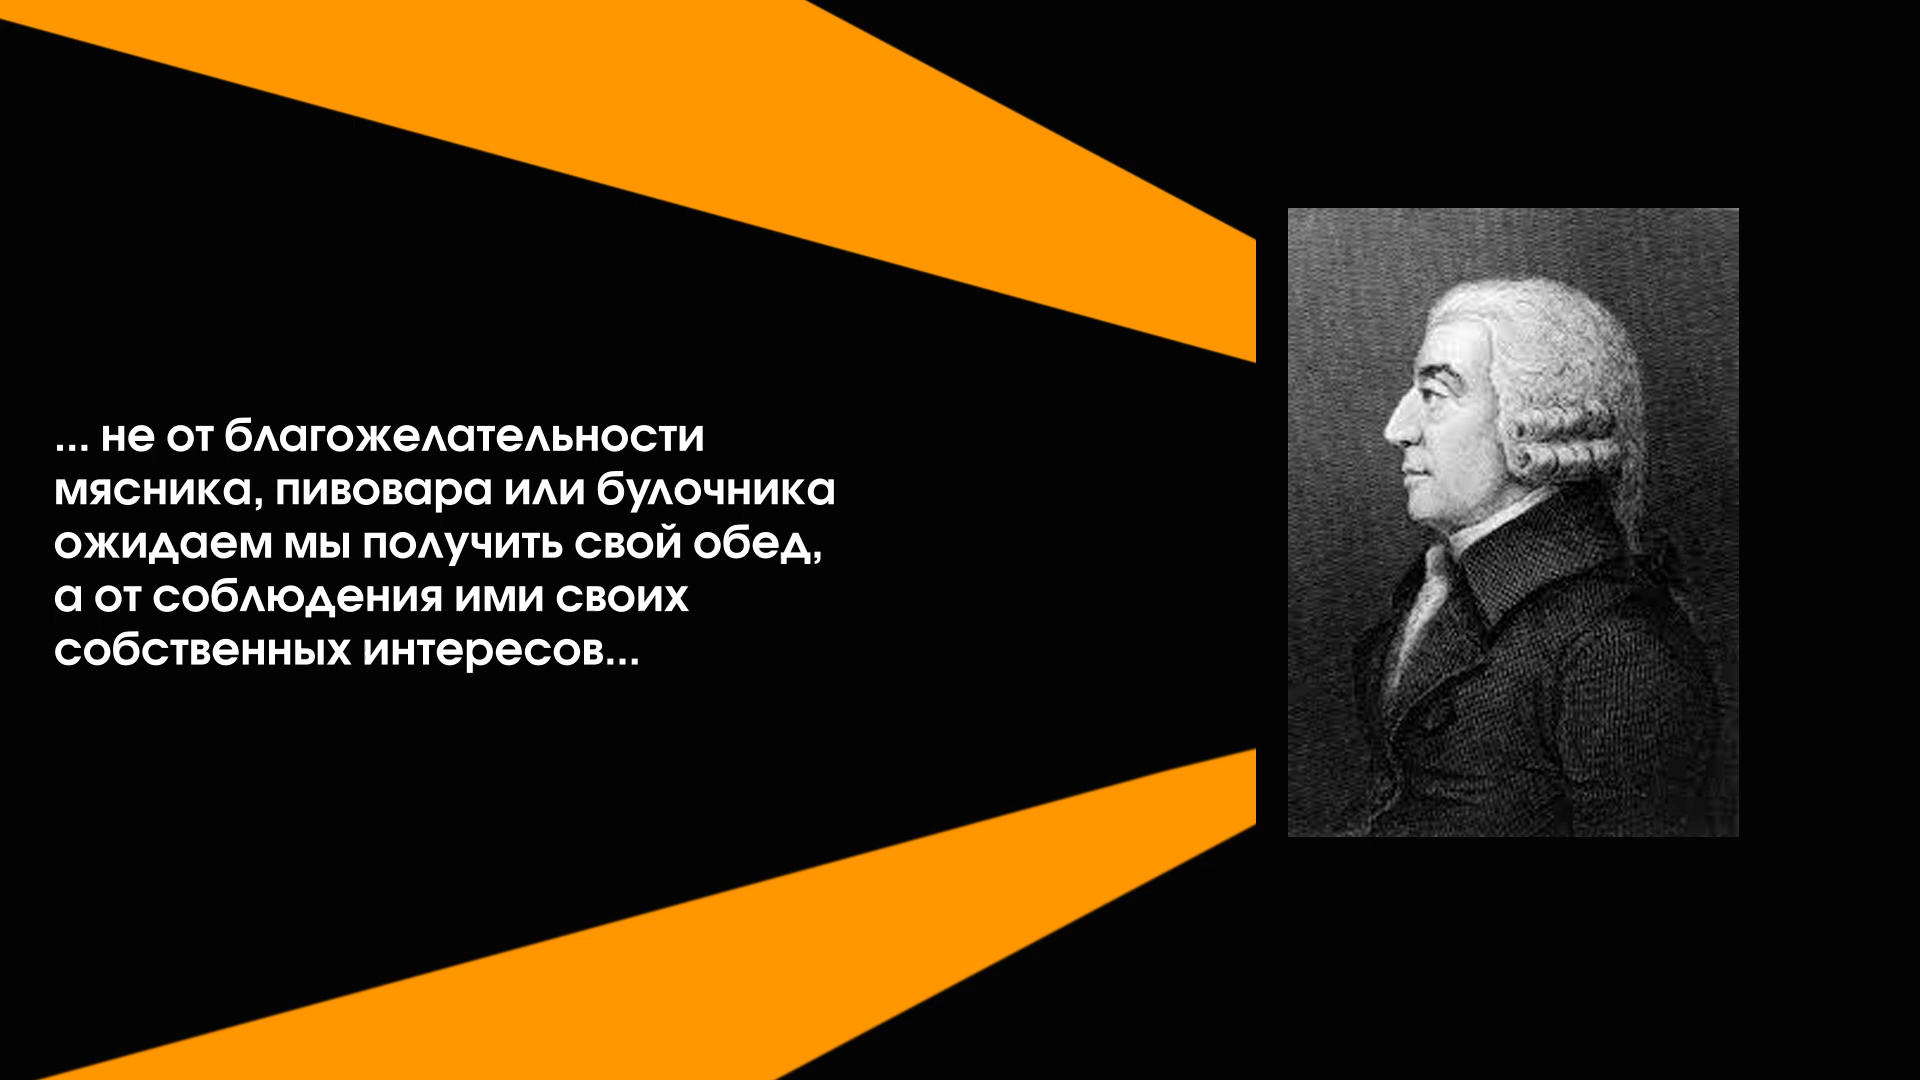 ... не от благожелательности
мясника, пивовара или булочника
ожидаем мы получить свой обед,
а от соблюдения ими своих
собственных интересов...